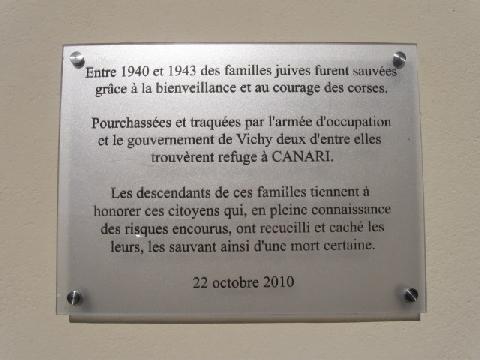 Entre 1940 et 1943 des familles juives furent sauvées
grâce à la bienveillance et au courage des corses.
Pourchassées et traquées par l'armée d'occupation
et le gouvernement de Vichy deux d'entre elles
trouvèrent refuge à CANARI.
Les descendants de ces familles tiennent à
honorer ces citoyens qui, en pleine connaissance
des risques encourus, ont recueilli et caché les
leurs, les sauvant ainsi d'une mort certaine.
22 octobre 2010